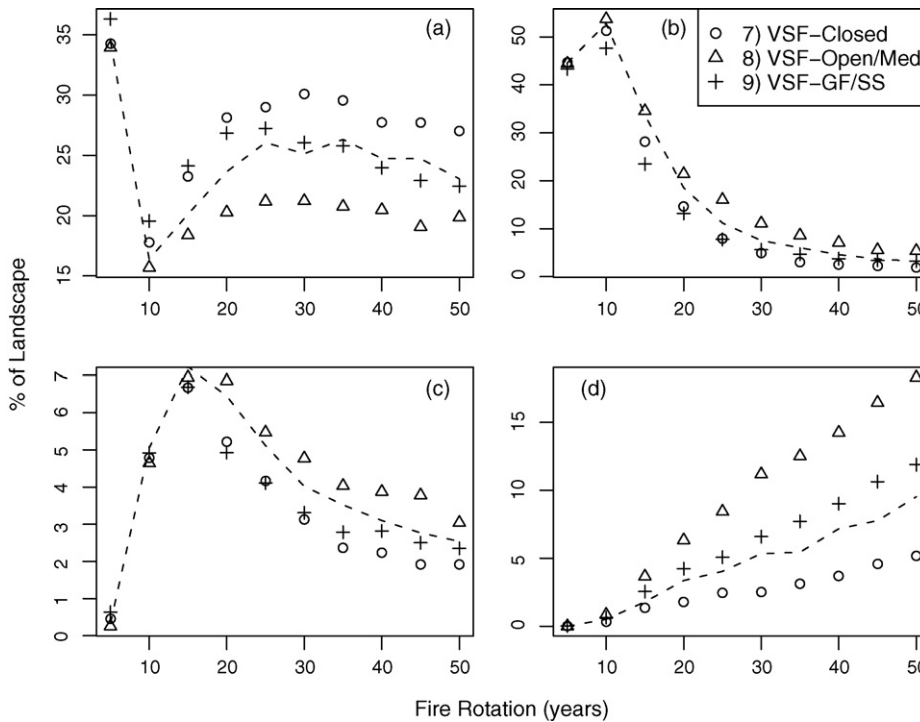 (a)
35
30
25
20
15
10 20 30 40 50
(b)
7) VSF−Closed
8) VSF−Open/Med
9) VSF−GF/SS
50
40
30
20
10
0
10 20 30 40 50
% of Landscape
(c)
7
6
5
4
3
2
1
0
10 20 30 40 50
(d)
15
10
5
0
10 20 30 40 50
Fire Rotation (years)